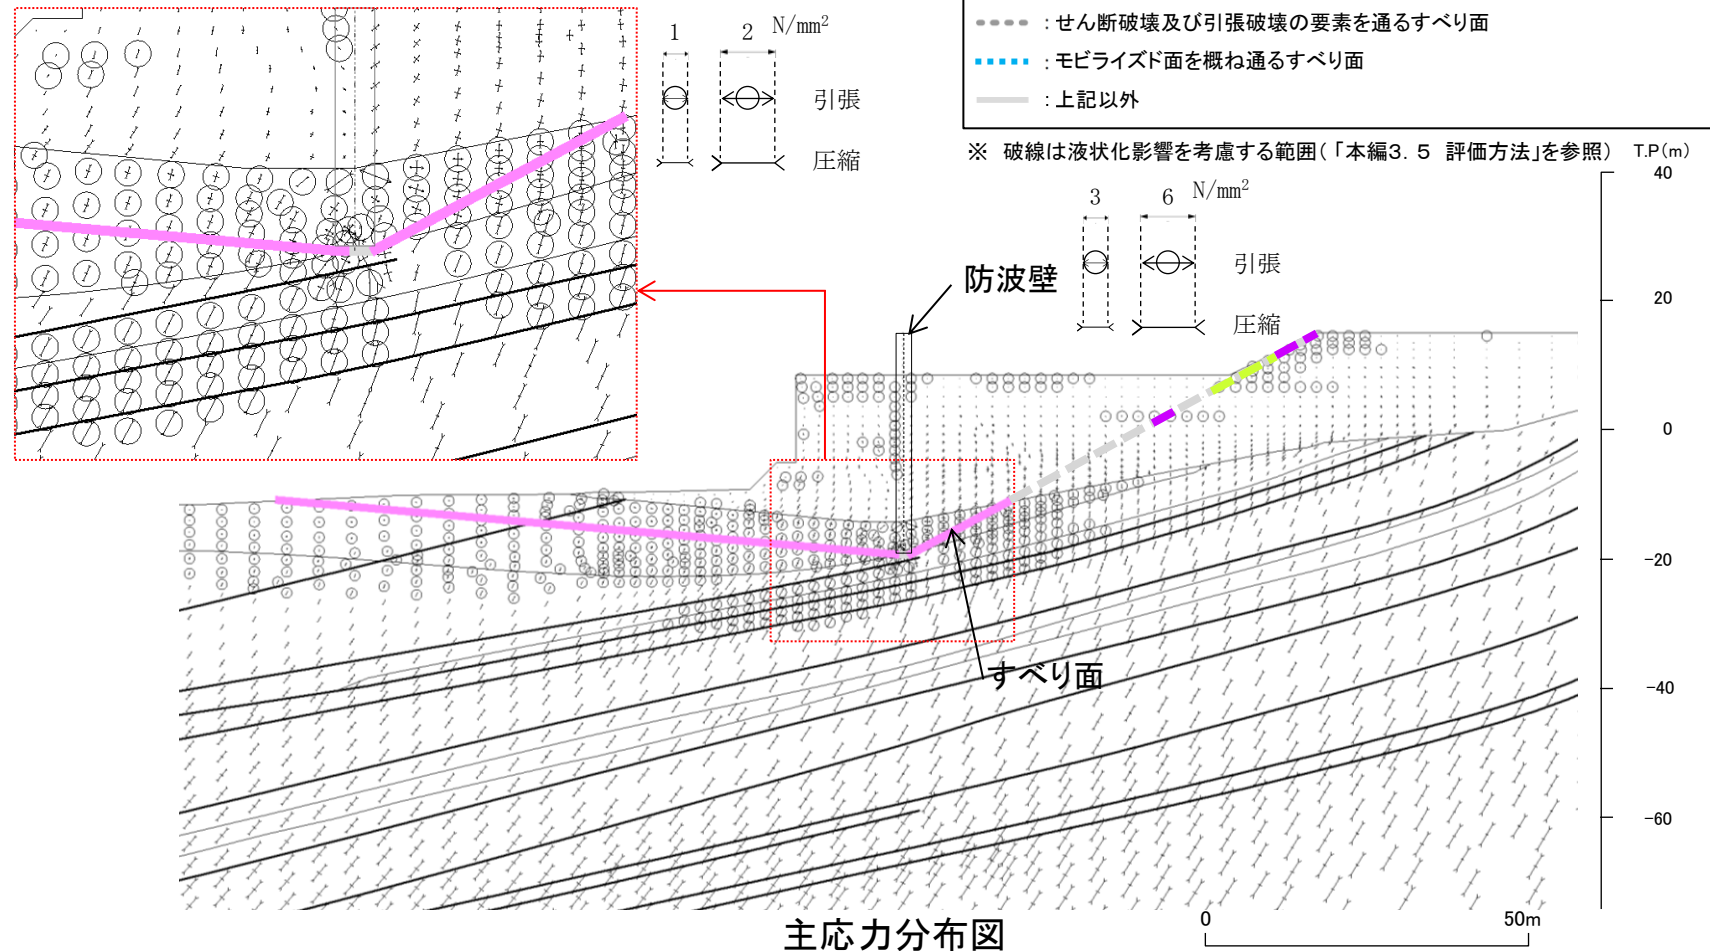 ：せん断破壊及び引張破壊の要素を通るすべり面
：モビライズド面を概ね通るすべり面
：上記以外
※ 破線は液状化影響を考慮する範囲（「本編3．5 評価方法」を参照）
1 2 N/mm²
引張
圧縮
3 6 N/mm²
引張
圧縮
T.P(m)
40
20
0
-20
-40
-60
防波壁
すべり面
主応力分布図
0 50m